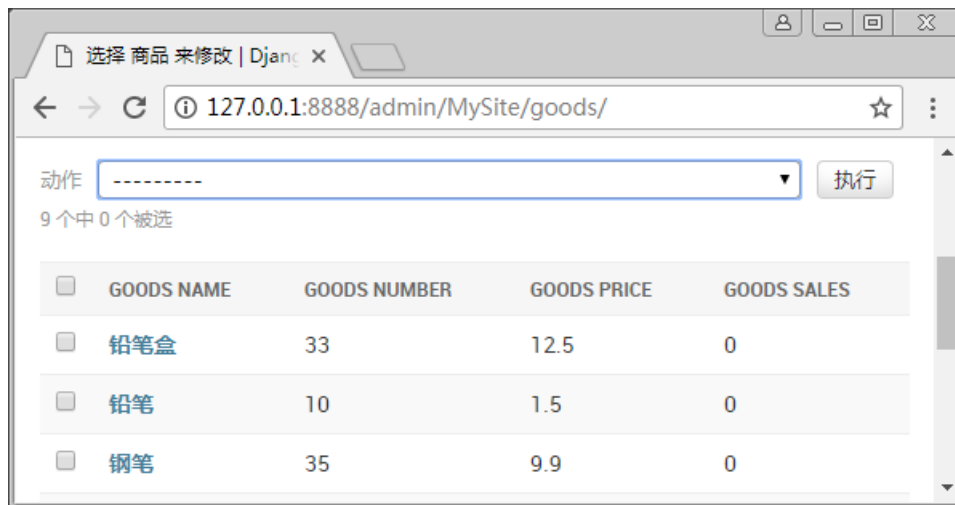 选择 商品 来修改 | Djang
127.0.0.1:8888/admin/MySite/goods/
动作 --------- 执行
9 个中 0 个被选
GOODS NAME GOODS NUMBER GOODS PRICE GOODS SALES
铅笔盒 33 12.5 0
铅笔 10 1.5 0
钢笔 35 9.9 0